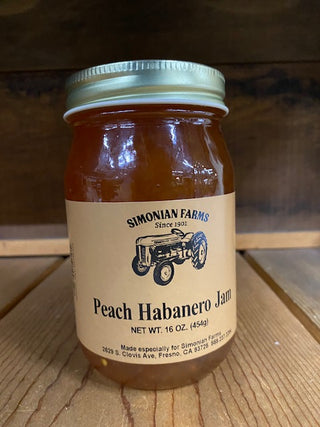 SIMONIAN FARMS
Since 1901
Peach Habanero Jam
NET WT. 16 OZ. (454g)
Made especially for Simonian Farms
2629 S. Clovis Ave, Fresno, CA 93725